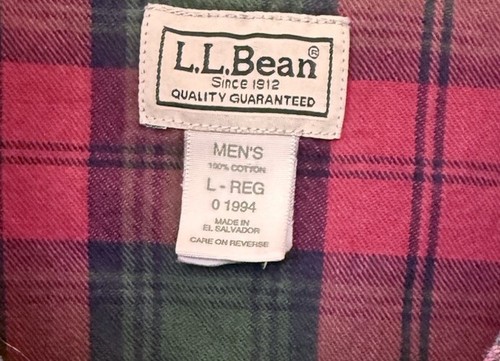 L.L.Bean®
Since 1912
QUALITY GUARANTEED
MEN'S
100% COTTON
L - REG
0 1994
MADE IN
EL SALVADOR
CARE ON REVERSE